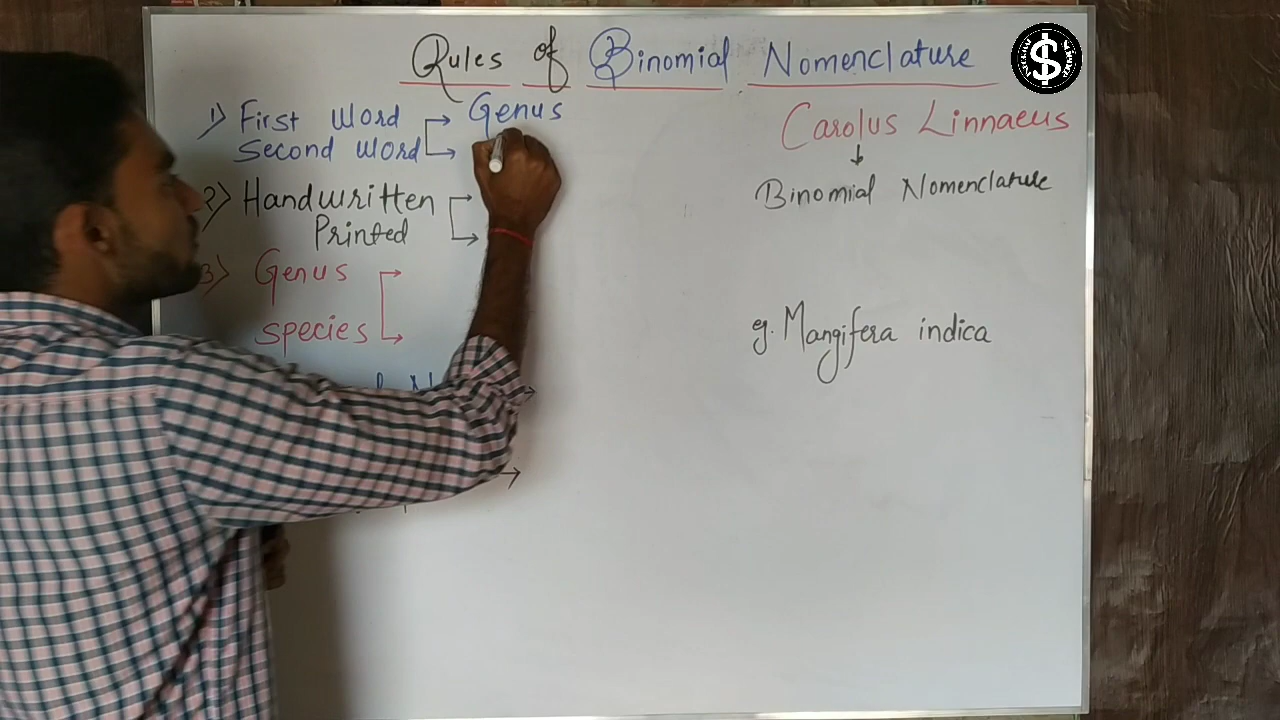 Rules of Binomial Nomenclature
1) First Word → Genus
Second Word →
2) Handwritten
Printed
3) Genus
species
Carolus Linnaeus
Binomial Nomenclature
eg. Mangifera indica
$